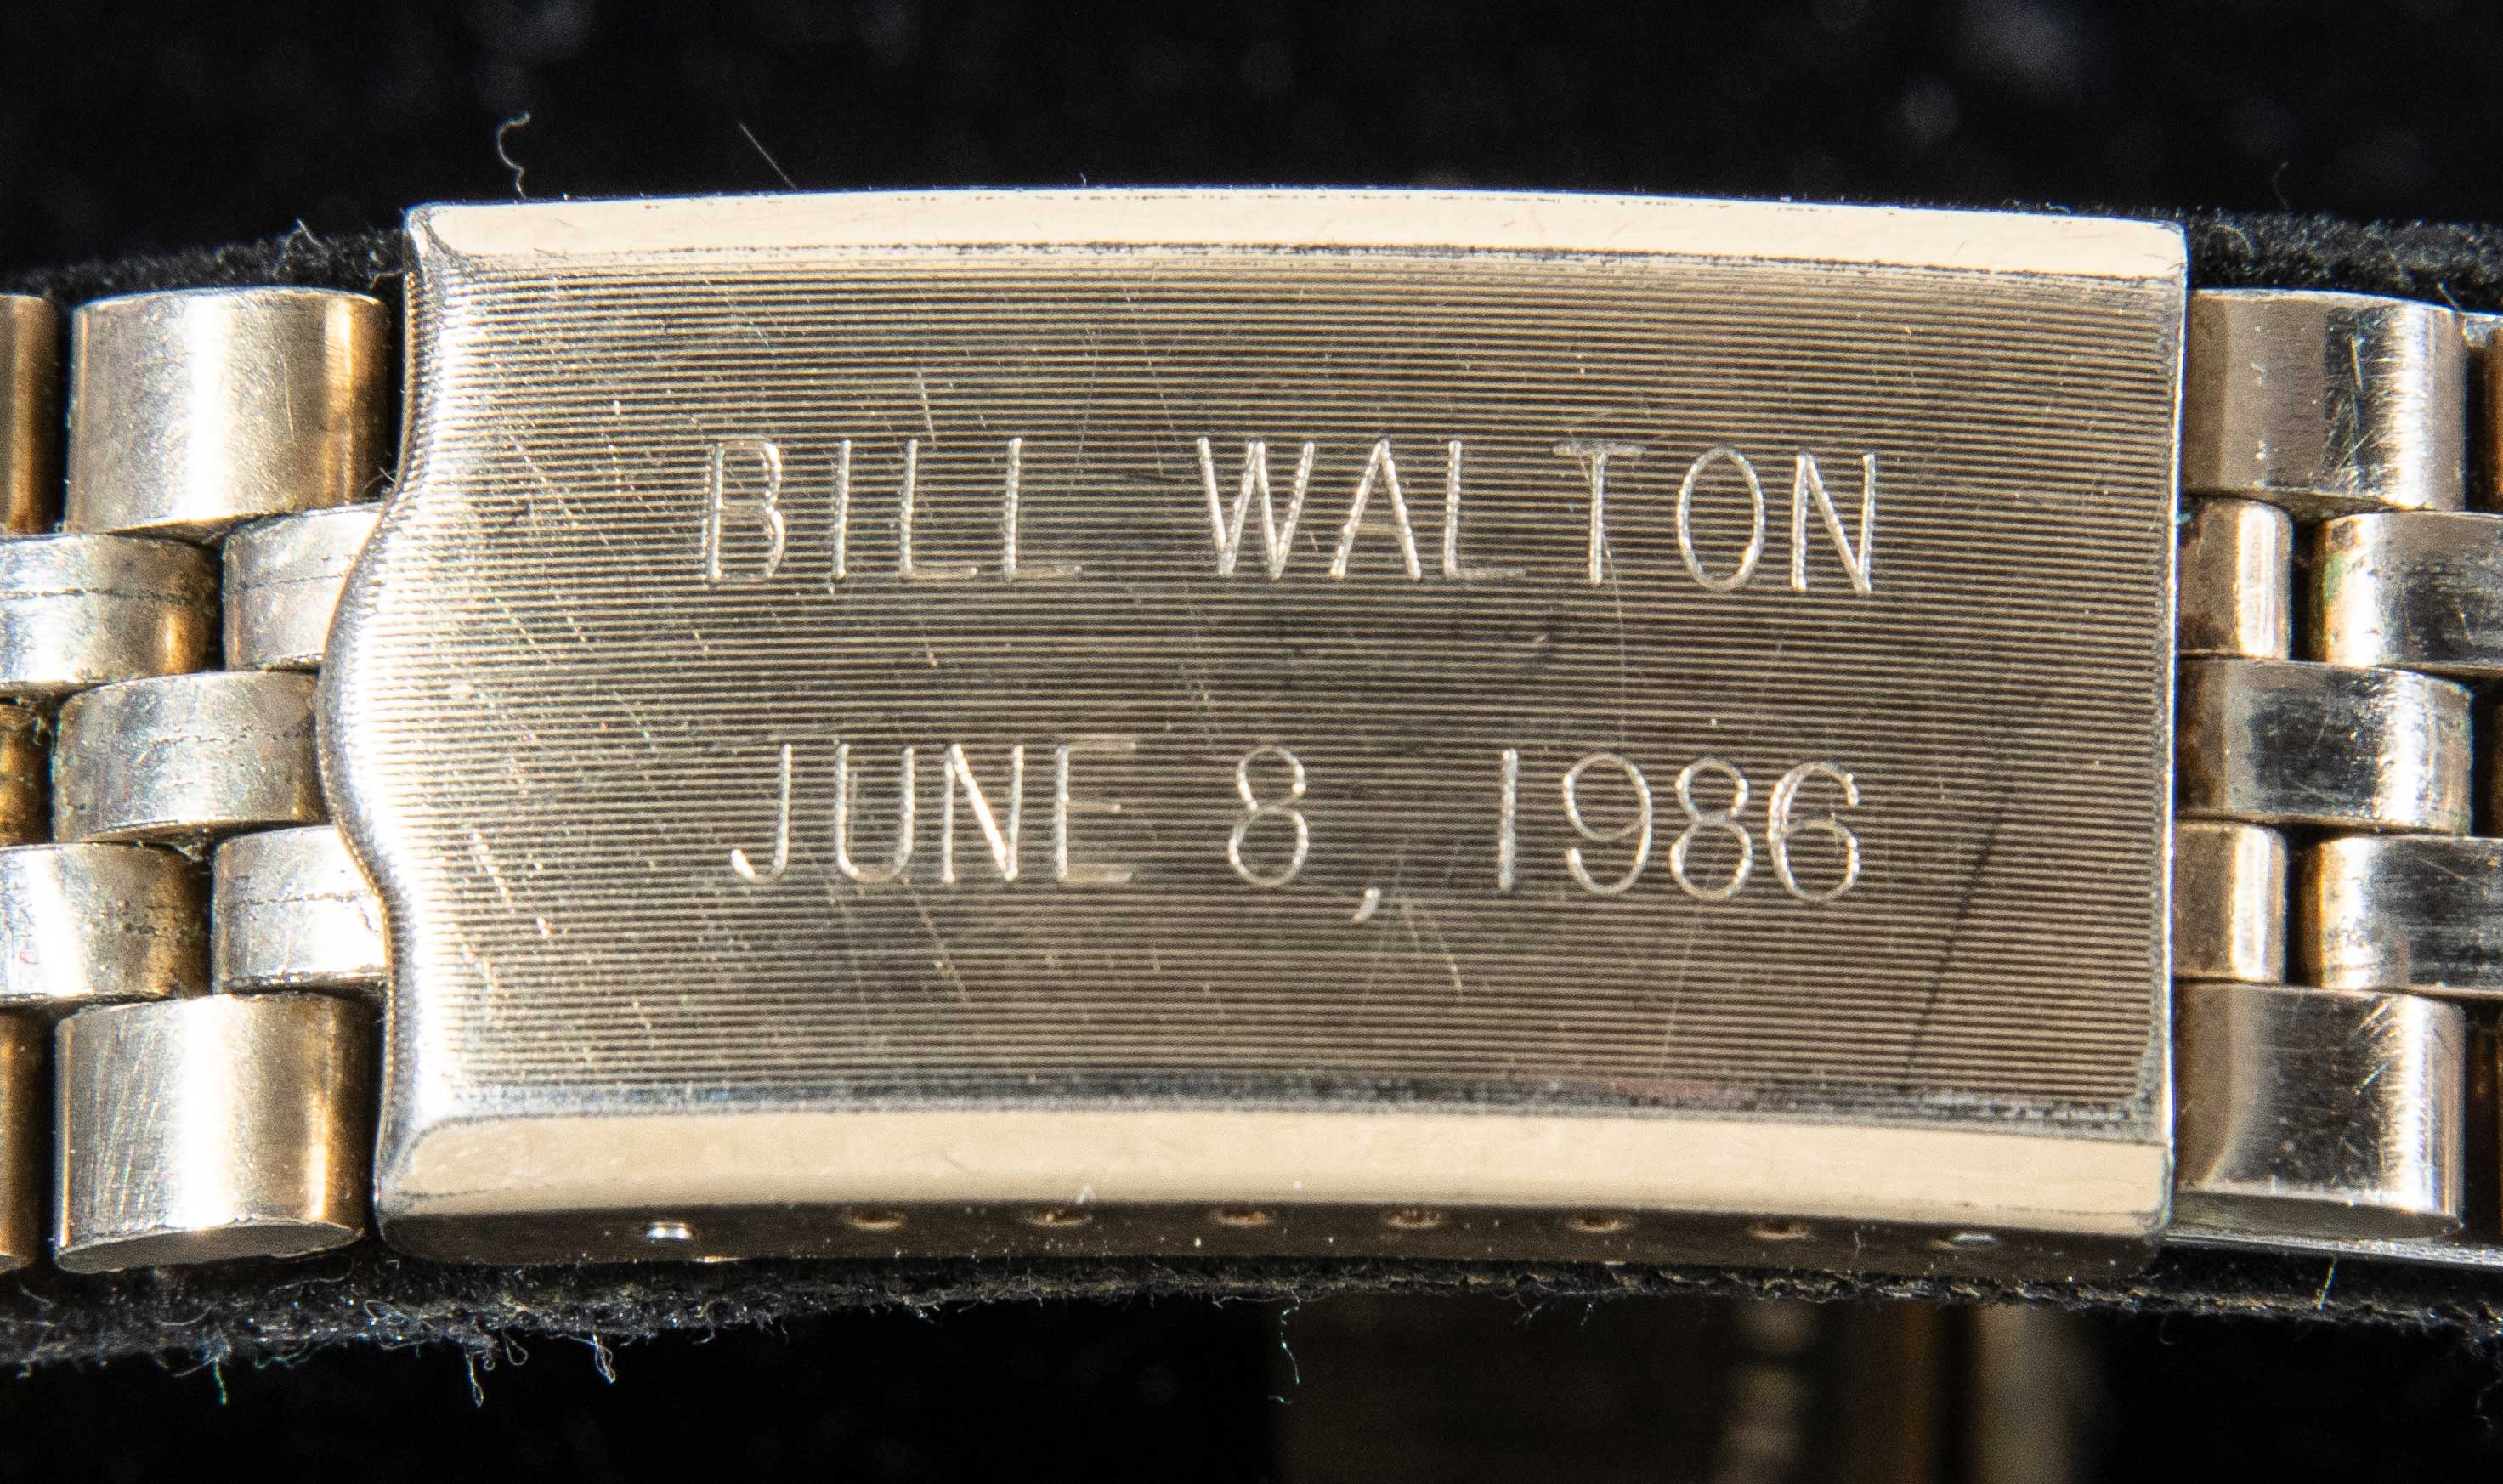 BILL WALTON
JUNE 8, 1986